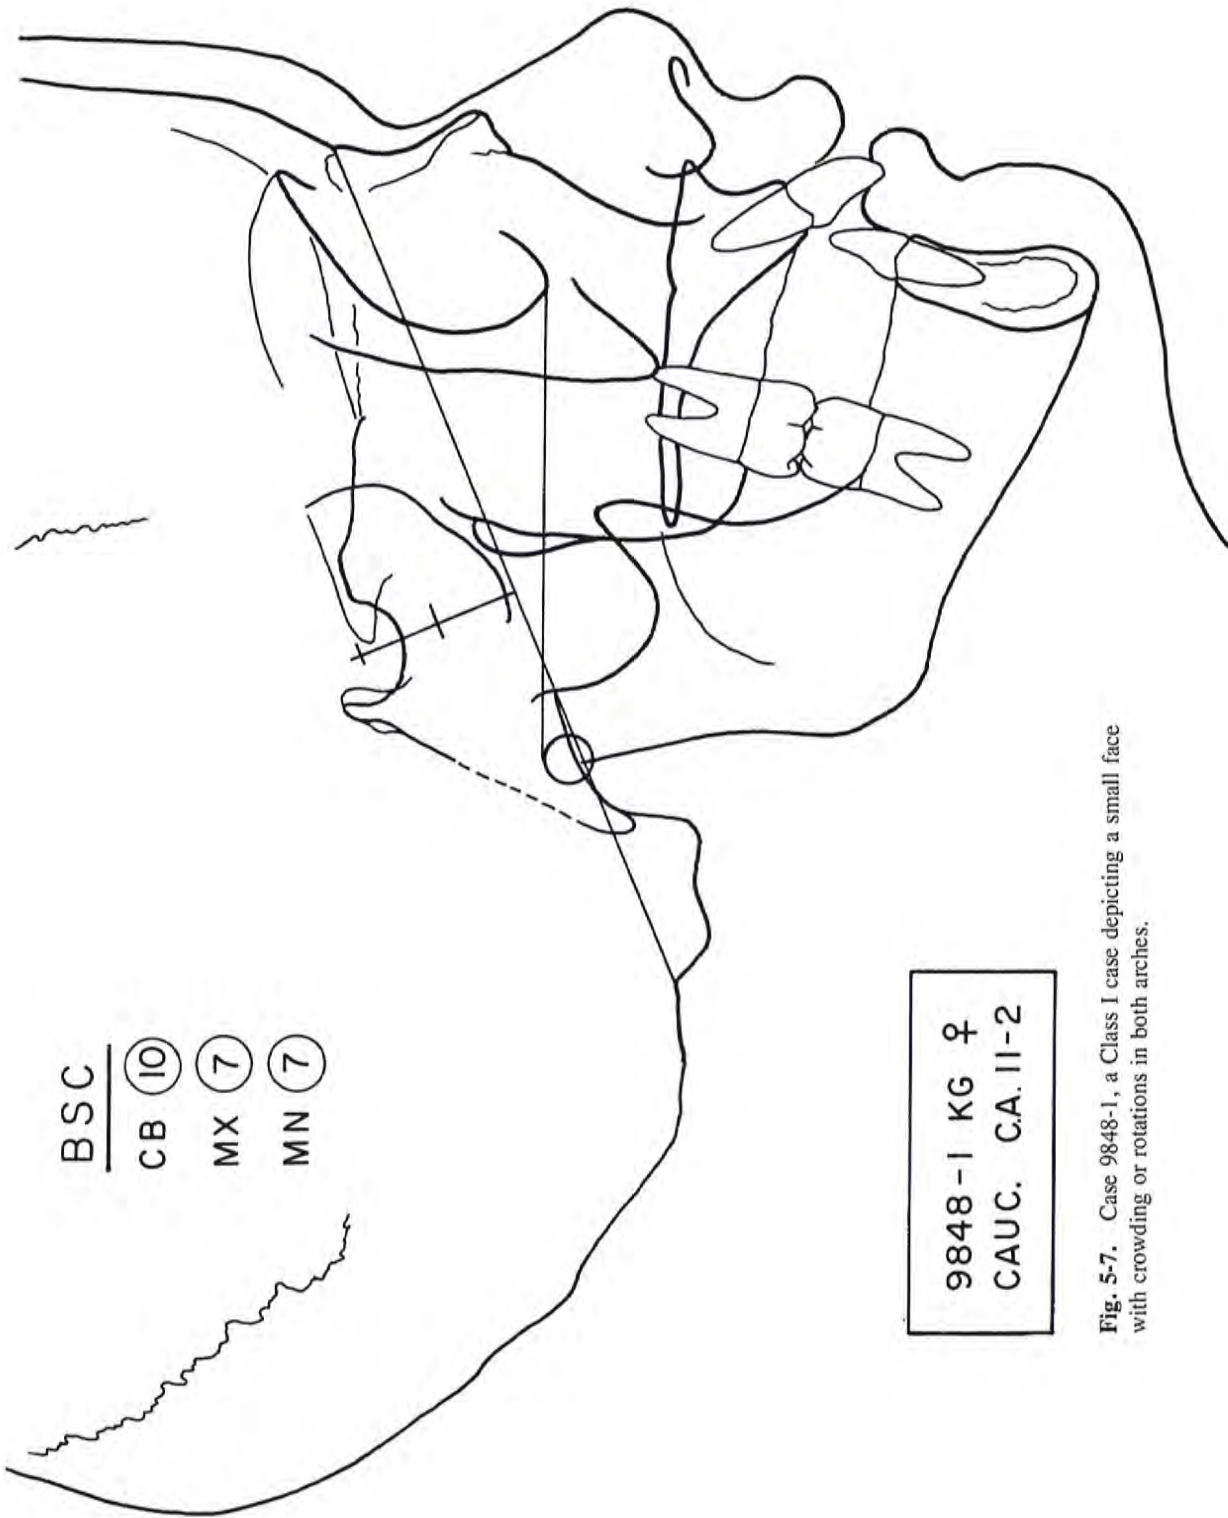 BSC
CB 10
MX 7
MN 7
9848-1 KG ♀
CAUC. C.A. 11-2
Fig. 5-7. Case 9848-1, a Class I case depicting a small face
with crowding or rotations in both arches.